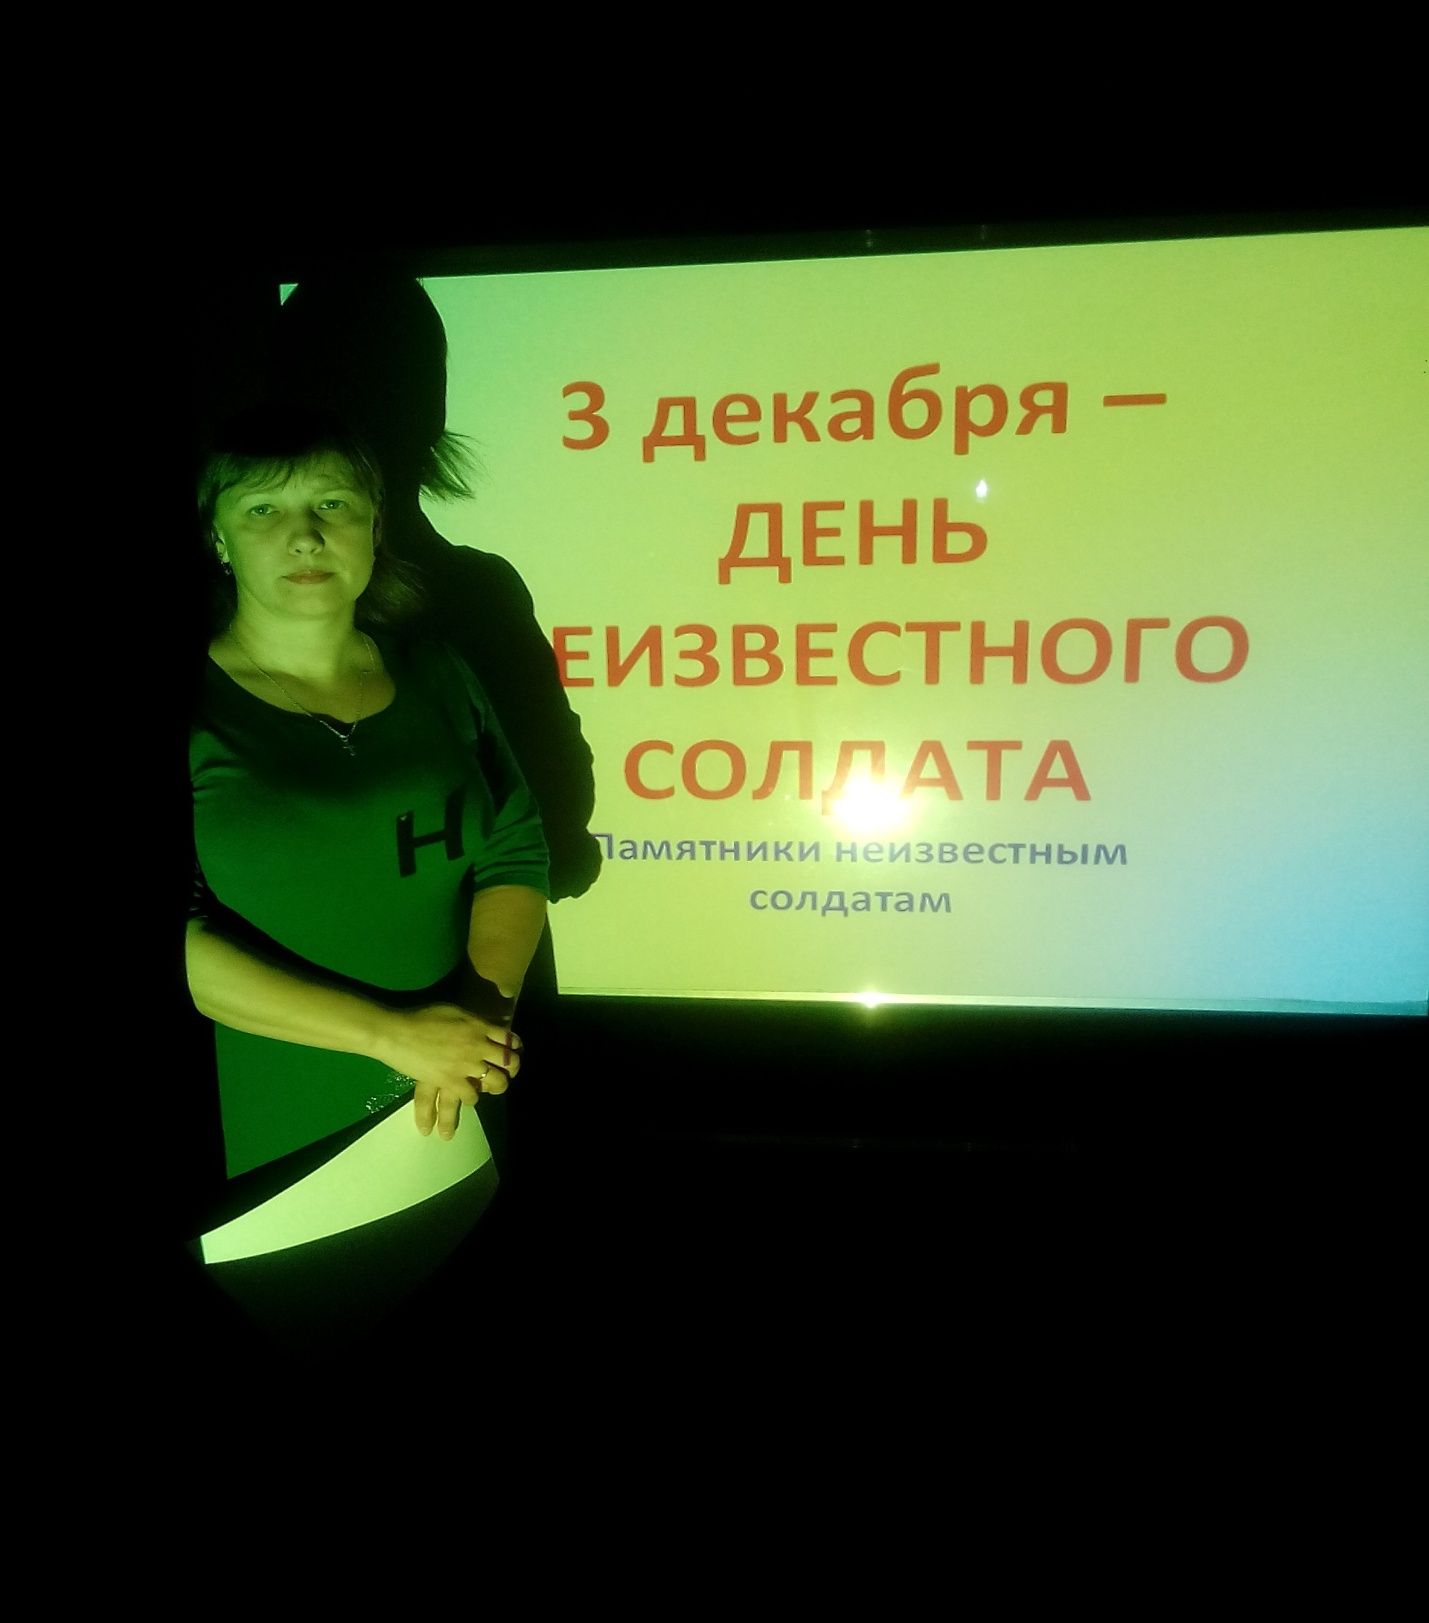 3 декабря –
ДЕНЬ
ЕИЗВЕСТНОГО
СОЛДАТА
Памятники неизвестным
солдатам